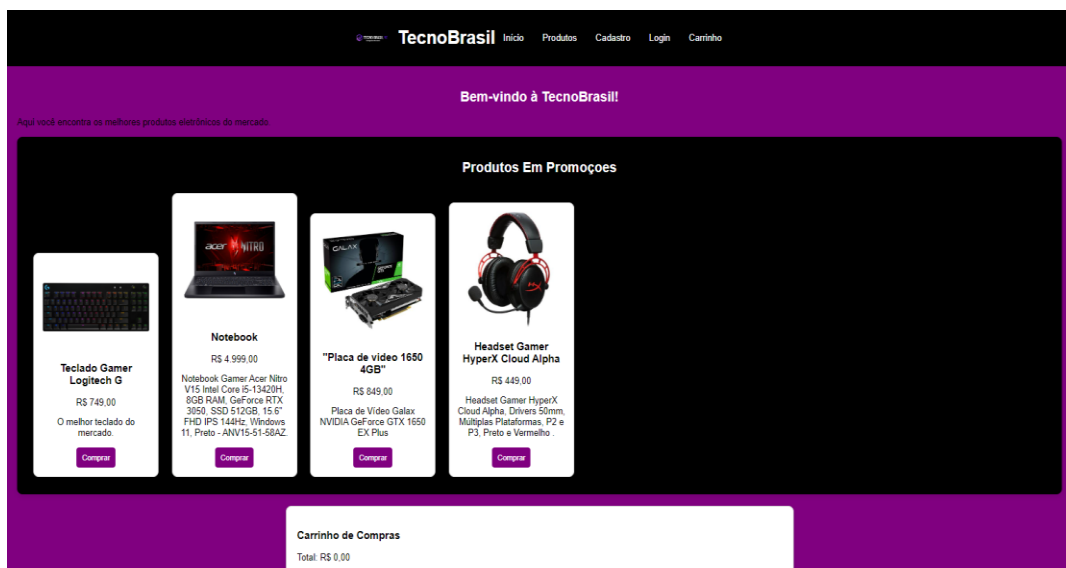 TecnoBrasil Início Produtos Cadastro Login Carrinho
Bem-vindo à TecnoBrasil!
Aqui você encontra os melhores produtos eletrônicos do mercado.
Produtos Em Promoçoes
Teclado Gamer
Logitech G
R$ 749,00
O melhor teclado do
mercado.
Comprar
acer NITRO
Notebook
R$ 4.999,00
Notebook Gamer Acer Nitro
V15 Intel Core i5-13420H,
8GB RAM, GeForce RTX
3050, SSD 512GB, 15.6"
FHD IPS 144Hz, Windows
11, Preto - ANV15-51-58AZ.
Comprar
GALAX
"Placa de video 1650
4GB"
R$ 849,00
Placa de Vídeo Galax
NVIDIA GeForce GTX 1650
EX Plus
Comprar
Headset Gamer
HyperX Cloud Alpha
R$ 449,00
Headset Gamer HyperX
Cloud Alpha, Drivers 50mm,
Múltiplas Plataformas, P2 e
P3, Preto e Vermelho .
Comprar
Carrinho de Compras
Total: R$ 0,00